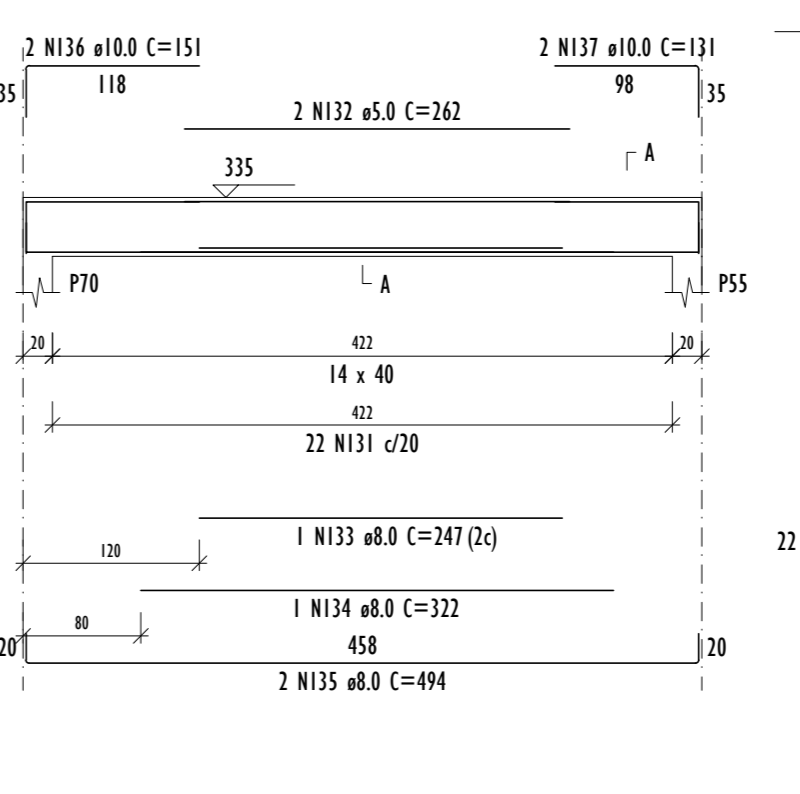 2 N136 ø10.0 C=151
2 N137 ø10.0 C=131
35
118
98
35
2 N132 ø5.0 C=262
A
335
P70
A
P55
20
422
20
14 x 40
422
22 N131 c/20
1 N133 ø8.0 C=247 (2c)
22
120
1 N134 ø8.0 C=322
80
20
458
20
2 N135 ø8.0 C=494